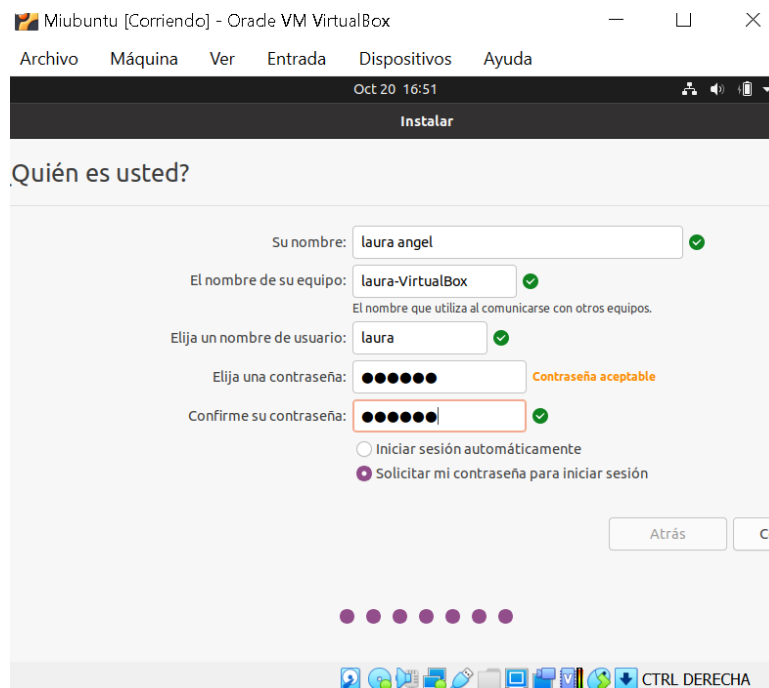 Miubuntu [Corriendo] - Oracle VM VirtualBox
Archivo Máquina Ver Entrada Dispositivos Ayuda
Oct 20 16:51
Instalar
Quién es usted?
Su nombre: laura angel
El nombre de su equipo: laura-VirtualBox
El nombre que utiliza al comunicarse con otros equipos.
Elija un nombre de usuario: laura
Elija una contraseña: ●●●●●● Contraseña aceptable
Confirme su contraseña: ●●●●●●
Iniciar sesión automáticamente
Solicitar mi contraseña para iniciar sesión
Atrás C
CTRL DERECHA